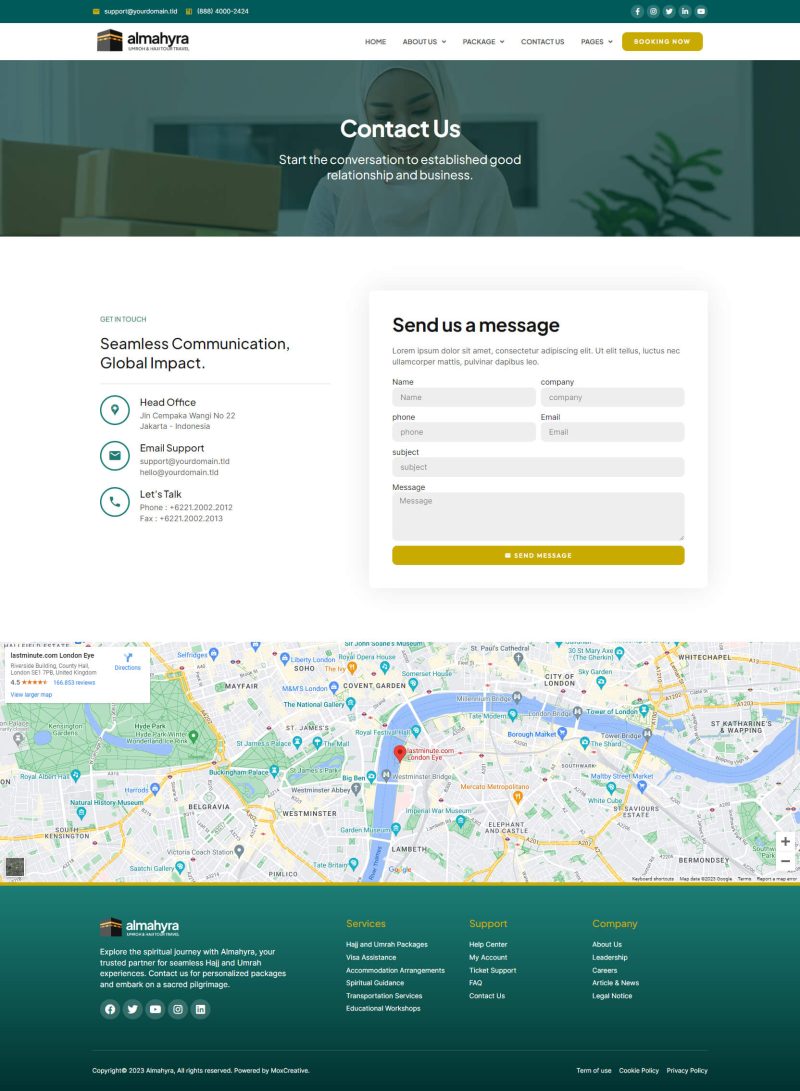 support@yourdomain.tld (888) 4000-2424
almahyra
UMROH & HAJI TOUR TRAVEL
HOME ABOUT US PACKAGE CONTACT US PAGES BOOKING NOW
Contact Us
Start the conversation to established good
relationship and business.
GET IN TOUCH
Seamless Communication,
Global Impact.
Head Office
Jln Cempaka Wangi No 22
Jakarta - Indonesia
Email Support
support@yourdomain.tld
hello@yourdomain.tld
Let's Talk
Phone : +6221.2002.2012
Fax : +6221.2002.2013
Send us a message
Lorem ipsum dolor sit amet, consectetur adipiscing elit. Ut elit tellus, luctus nec
ullamcorper mattis, pulvinar dapibus leo.
Name company
Name company
phone Email
phone Email
subject
subject
Message
Message
SEND MESSAGE
lastminute.com London Eye
Riverside Building, County Hall,
London SE1 7PB, United Kingdom
4.5 166.853 reviews
View larger map
Directions
Selfridges
Liberty London
SOHO
Sir John Soane's Museum
Royal Opera House
The Ivy
COVENT GARDEN
Somerset House
St. Paul's Cathedral
30 St Mary Axe
(The Gherkin)
WHITECHAPEL
CITY OF
LONDON
Sky Garden
MAYFAIR
M&M'S London
The National Gallery
Millennium Bridge
Tate Modern
London Bridge
Tower of London
Tower Bridge
ST KATHARINE'S
& WAPPING
Kensington
Gardens
Hyde Park
Hyde Park Winter
Wonderland Ice Rink
ST. JAMES'S
St James's Palace
The Mall
Royal Festival Hall
Borough Market
The Shard
lastminute.com
London Eye
Royal Albert Hall
Buckingham Palace
St James's Park
Big Ben
Westminster Bridge
SOUTHWARK
Maltby Street Market
Harrods
Westminster Abbey
Mercato Metropolitano
White Cube
Natural History Museum
BELGRAVIA
WESTMINSTER
Imperial War Museum
ST SAVIOURS
ESTATE
SOUTH
KENSINGTON
Garden Museum
ELEPHANT
AND CASTLE
Victoria Coach Station
LAMBETH
BERMONDSEY
Saatchi Gallery
PIMLICO
Tate Britain
River Thames
Google
Keyboard shortcuts Map data ©2023 Google Terms Report a map error
almahyra
UMROH & HAJI TOUR TRAVEL
Explore the spiritual journey with Almahyra, your
trusted partner for seamless Hajj and Umrah
experiences. Contact us for personalized packages
and embark on a sacred pilgrimage.
Services
Hajj and Umrah Packages
Visa Assistance
Accommodation Arrangements
Spiritual Guidance
Transportation Services
Educational Workshops
Support
Help Center
My Account
Ticket Support
FAQ
Contact Us
Company
About Us
Leadership
Careers
Article & News
Legal Notice
Copyright© 2023 Almahyra, All rights reserved. Powered by MoxCreative.
Term of use Cookie Policy Privacy Policy